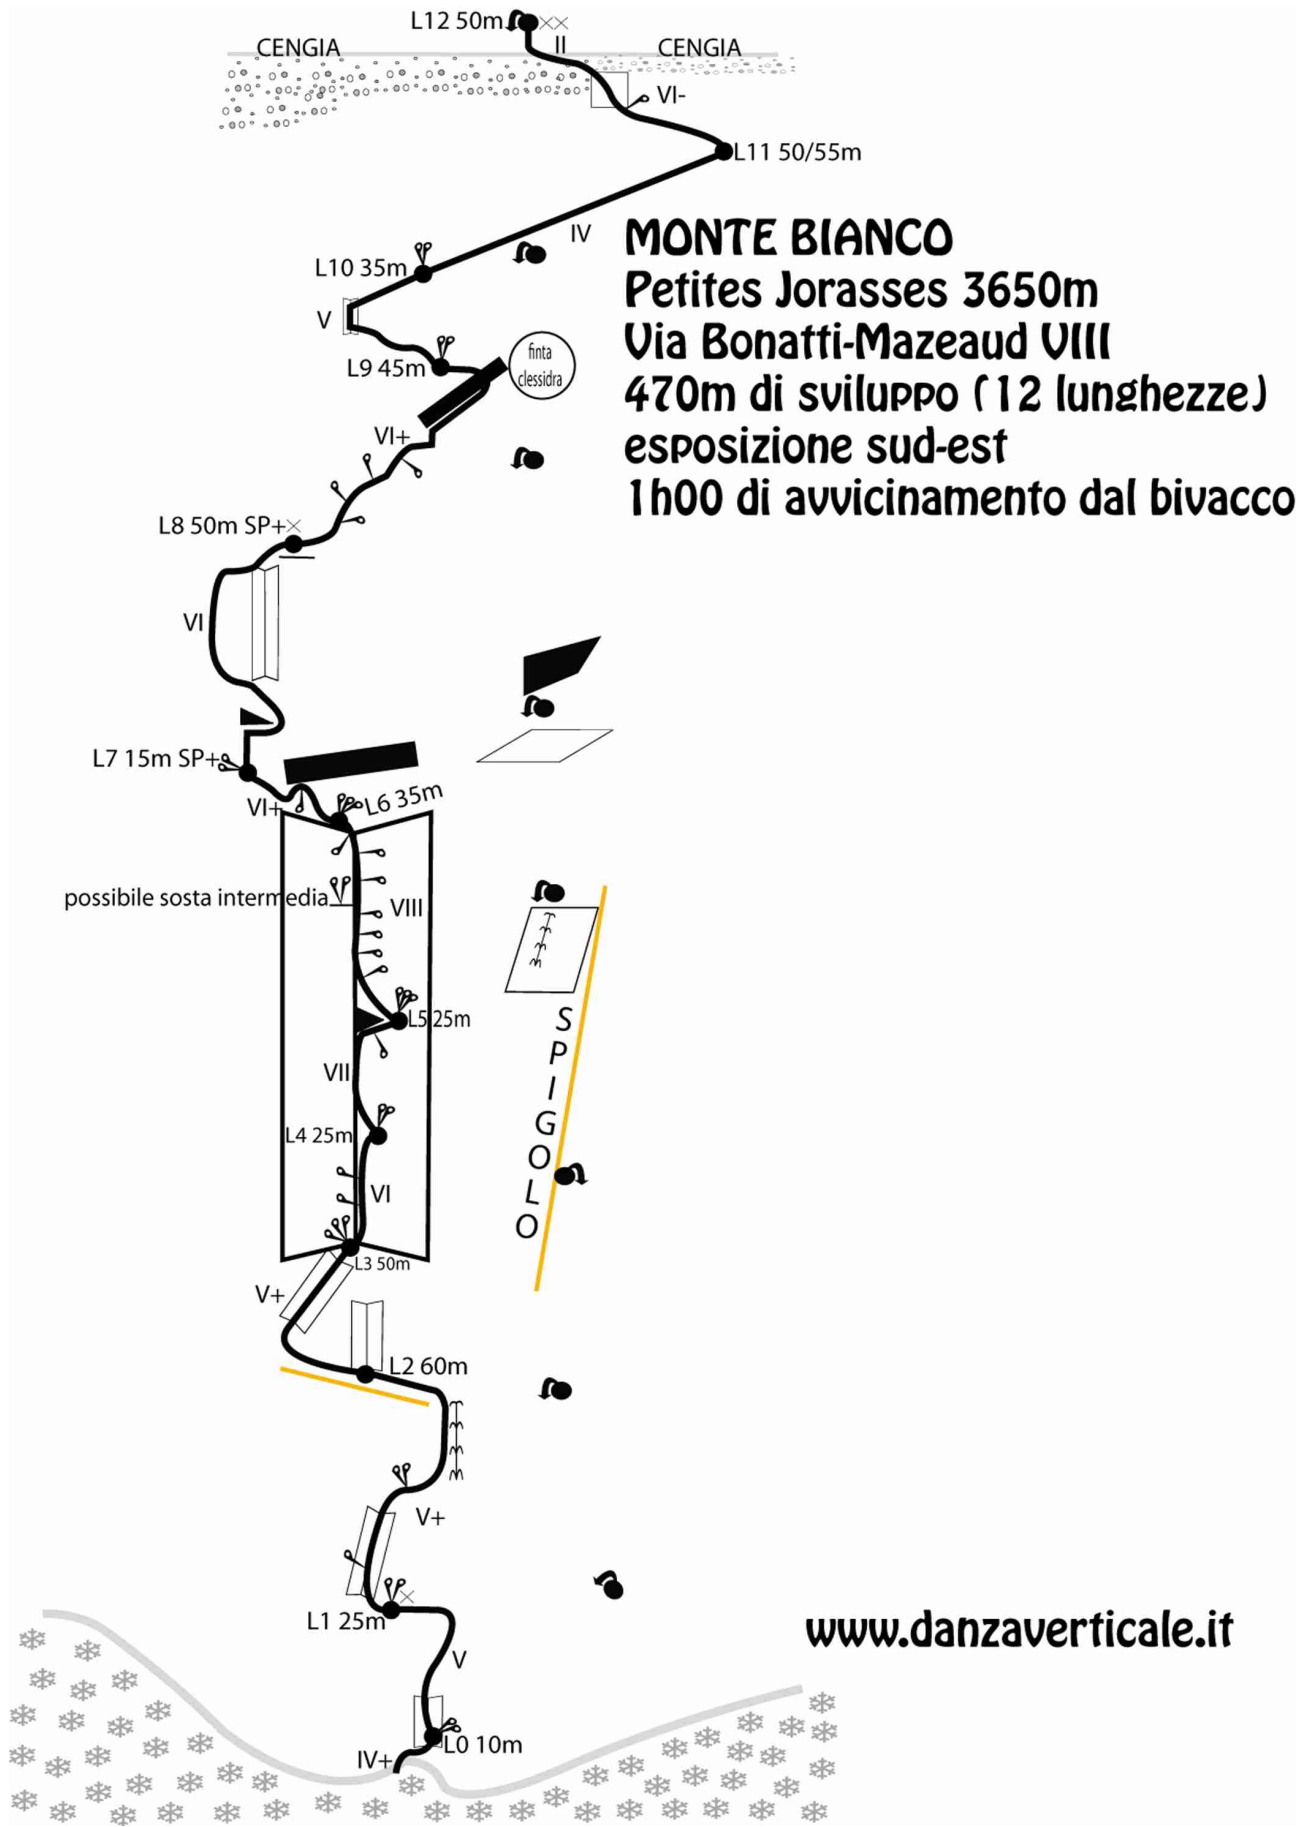 L12 50m
II
CENGIA
CENGIA
VI-
L11 50/55m
IV
MONTE BIANCO
Petites Jorasses 3650m
Via Bonatti-Mazeaud VIII
470m di sviluppo (12 lunghezze)
esposizione sud-est
1h00 di avvicinamento dal bivacco
L10 35m
V
finta
clessidra
L9 45m
VI+
L8 50m SP+
VI
L7 15m SP+
VI+
L6 35m
possibile sosta intermedia
VIII
L5 25m
SPIGOLO
VII
L4 25m
VI
L3 50m
V+
L2 60m
V+
L1 25m
www.danzaverticale.it
V
L0 10m
IV+